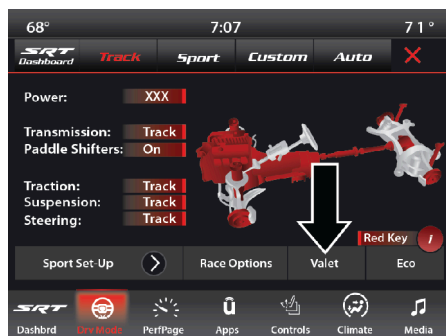 68° 7:07 71°
SRT Dashboard Track Sport Custom Auto X
Power: XXX
Transmission: Track
Paddle Shifters: On
Traction: Track
Suspension: Track
Steering: Track
Red Key i
Sport Set-Up > Race Options Valet Eco
SRT Û
Dashbrd Drv Mode PerfPage Apps Controls Climate Media